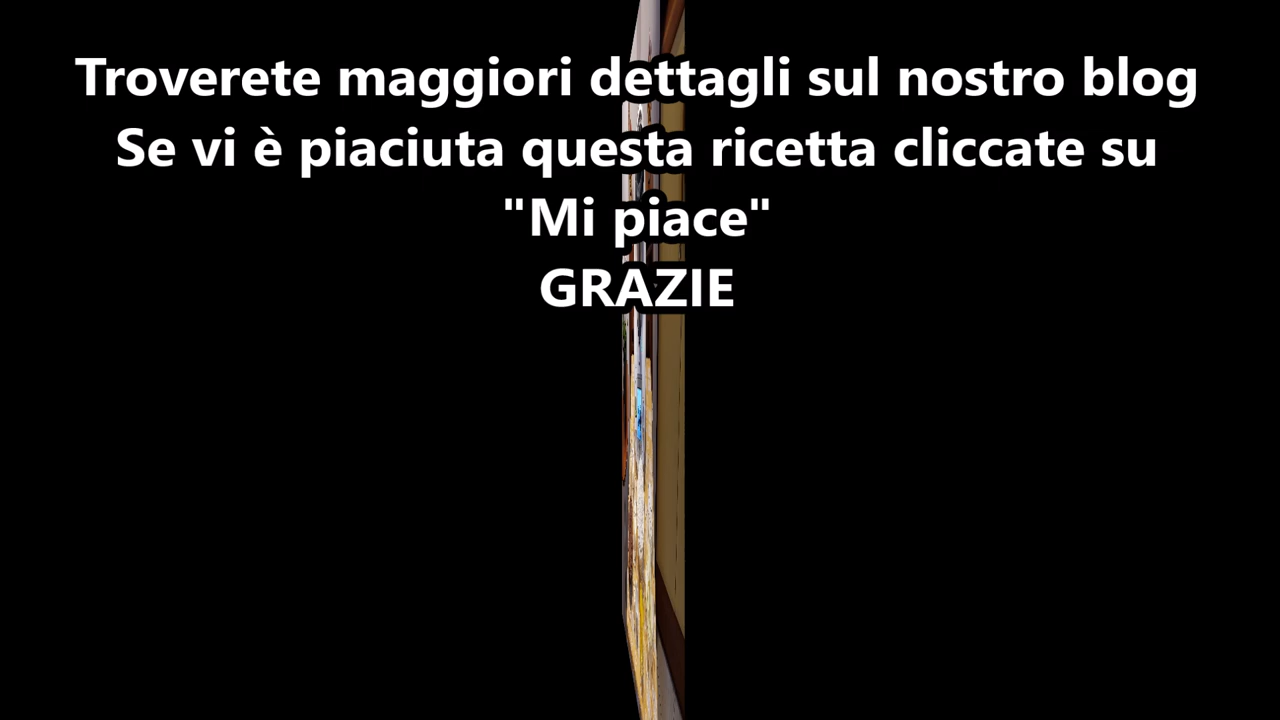 Troverete maggiori dettagli sul nostro blog
Se vi è piaciuta questa ricetta cliccate su
"Mi piace"
GRAZIE